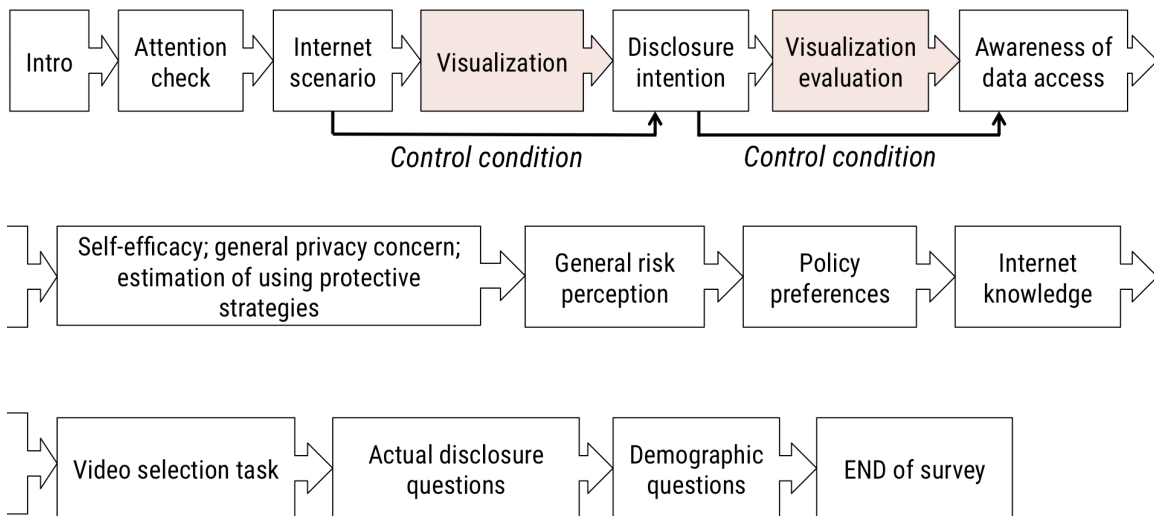 Intro
Attention
check
Internet
scenario
Visualization
Disclosure
intention
Visualization
evaluation
Awareness of
data access
Control condition
Control condition
Self-efficacy; general privacy concern;
estimation of using protective
strategies
General risk
perception
Policy
preferences
Internet
knowledge
Video selection task
Actual disclosure
questions
Demographic
questions
END of survey